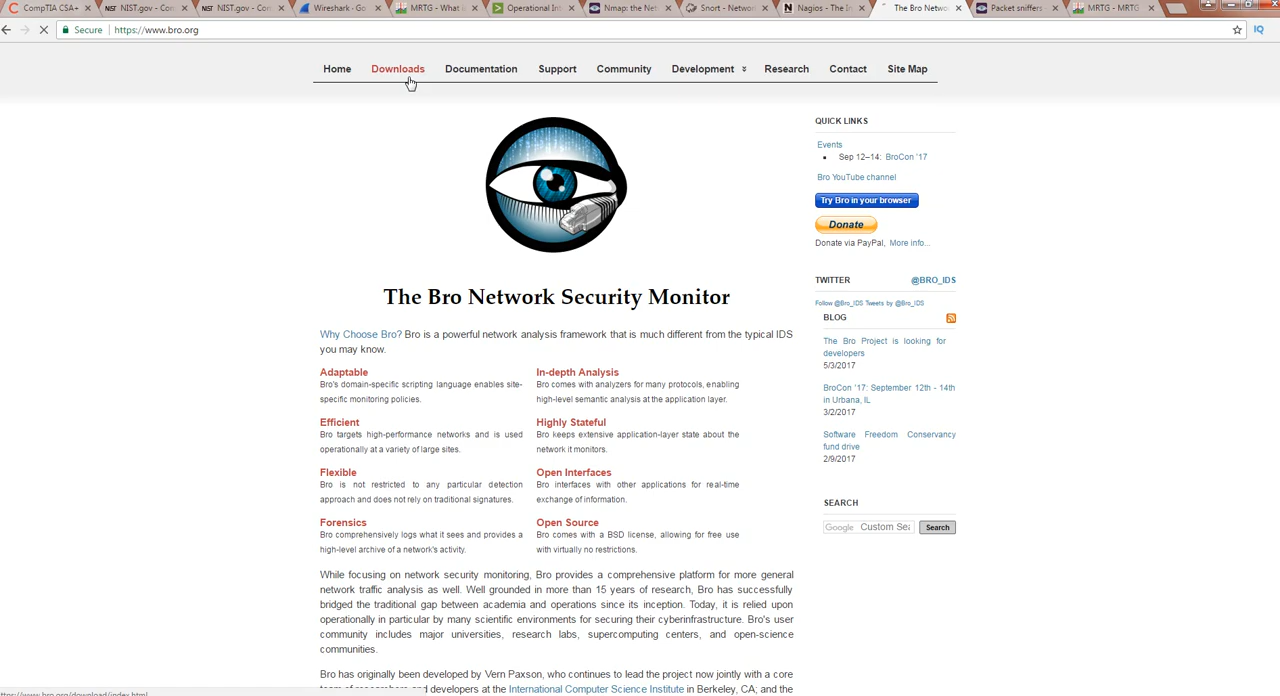 CompTIA CSA+
NIST.gov - Con
NIST.gov - Con
Wireshark - Go
MRTG - What i
Operational In
Nmap: the Net
Snort - Networ
Nagios - The In
The Bro Netwo
Packet sniffers
MRTG - MRTG
Secure https://www.bro.org
IQ
Home Downloads Documentation Support Community Development Research Contact Site Map
QUICK LINKS
Events
Sep 12–14: BroCon '17
Bro YouTube channel
Try Bro in your browser
Donate
Donate via PayPal, More info...
TWITTER @BRO_IDS
Follow @Bro_IDS Tweets by @Bro_IDS
BLOG
The Bro Project is looking for
developers
5/3/2017
BroCon '17: September 12th - 14th
in Urbana, IL
3/2/2017
Software Freedom Conservancy
fund drive
2/9/2017
SEARCH
Google Custom Sea Search
The Bro Network Security Monitor
Why Choose Bro? Bro is a powerful network analysis framework that is much different from the typical IDS
you may know.
Adaptable
Bro's domain-specific scripting language enables site-
specific monitoring policies.
In-depth Analysis
Bro comes with analyzers for many protocols, enabling
high-level semantic analysis at the application layer.
Efficient
Bro targets high-performance networks and is used
operationally at a variety of large sites.
Highly Stateful
Bro keeps extensive application-layer state about the
network it monitors.
Flexible
Bro is not restricted to any particular detection
approach and does not rely on traditional signatures.
Open Interfaces
Bro interfaces with other applications for real-time
exchange of information.
Forensics
Bro comprehensively logs what it sees and provides a
high-level archive of a network's activity.
Open Source
Bro comes with a BSD license, allowing for free use
with virtually no restrictions.
While focusing on network security monitoring, Bro provides a comprehensive platform for more general
network traffic analysis as well. Well grounded in more than 15 years of research, Bro has successfully
bridged the traditional gap between academia and operations since its inception. Today, it is relied upon
operationally in particular by many scientific environments for securing their cyberinfrastructure. Bro's user
community includes major universities, research labs, supercomputing centers, and open-science
communities.
Bro has originally been developed by Vern Paxson, who continues to lead the project now jointly with a core
team of researchers and developers at the International Computer Science Institute in Berkeley, CA; and the
ttps://www.bro.org/download/index.html